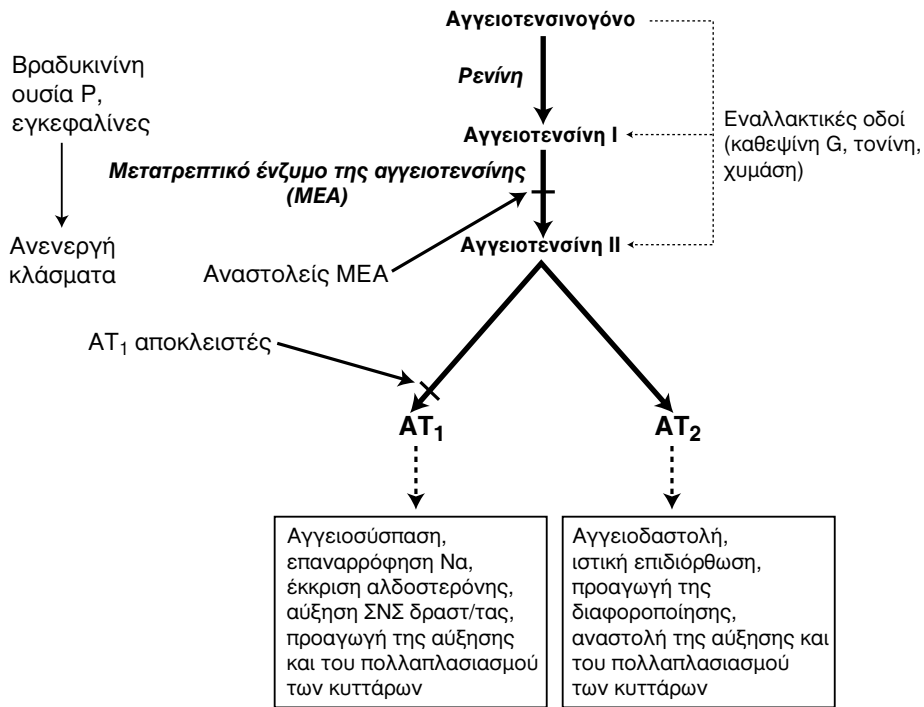 Αγγειοτενσινογόνο
Ρενίνη
Βραδυκινίνη
ουσία P,
εγκεφαλίνες
Αγγειοτενσίνη I
Εναλλακτικές οδοί
(καθεψίνη G, τονίνη,
χυμάση)
Μετατρεπτικό ένζυμο της αγγειοτενσίνης
(ΜΕΑ)
Αγγειοτενσίνη II
Ανενεργή
κλάσματα
Αναστολείς ΜΕΑ
AT₁ αποκλειστές
AT₁
AT₂
Αγγειοσύσπαση,
επαναρρόφηση Να,
έκκριση αλδοστερόνης,
αύξηση ΣΝΣ δραστ/τας,
προαγωγή της αύξησης
και του πολλαπλασιασμού
των κυττάρων
Αγγειοδαστολή,
ιστική επιδιόρθωση,
προαγωγή της
διαφοροποίησης,
αναστολή της αύξησης και
του πολλαπλασιασμού
των κυττάρων